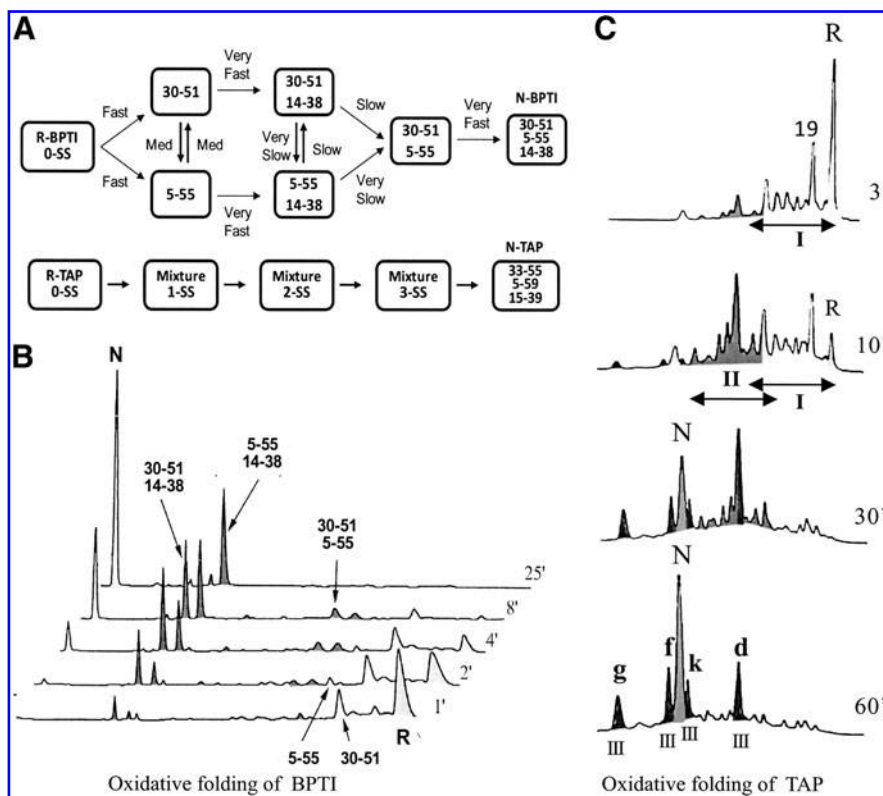 A
R-BPTI
0-SS
Fast
Fast
30-51
Med
Med
5-55
Very
Fast
Very
Fast
30-51
14-38
Very
Slow
Slow
5-55
14-38
Slow
Very
Slow
30-51
5-55
Very
Fast
N-BPTI
30-51
5-55
14-38
R-TAP
0-SS
Mixture
1-SS
Mixture
2-SS
Mixture
3-SS
N-TAP
33-55
5-59
15-39
B
N
30-51
14-38
5-55
14-38
30-51
5-55
25'
8'
4'
2'
1'
5-55
30-51
R
Oxidative folding of BPTI
C
R
19
3
I
R
10'
II
I
N
30'
N
g
f
k
d
60'
III
III
III
III
Oxidative folding of TAP